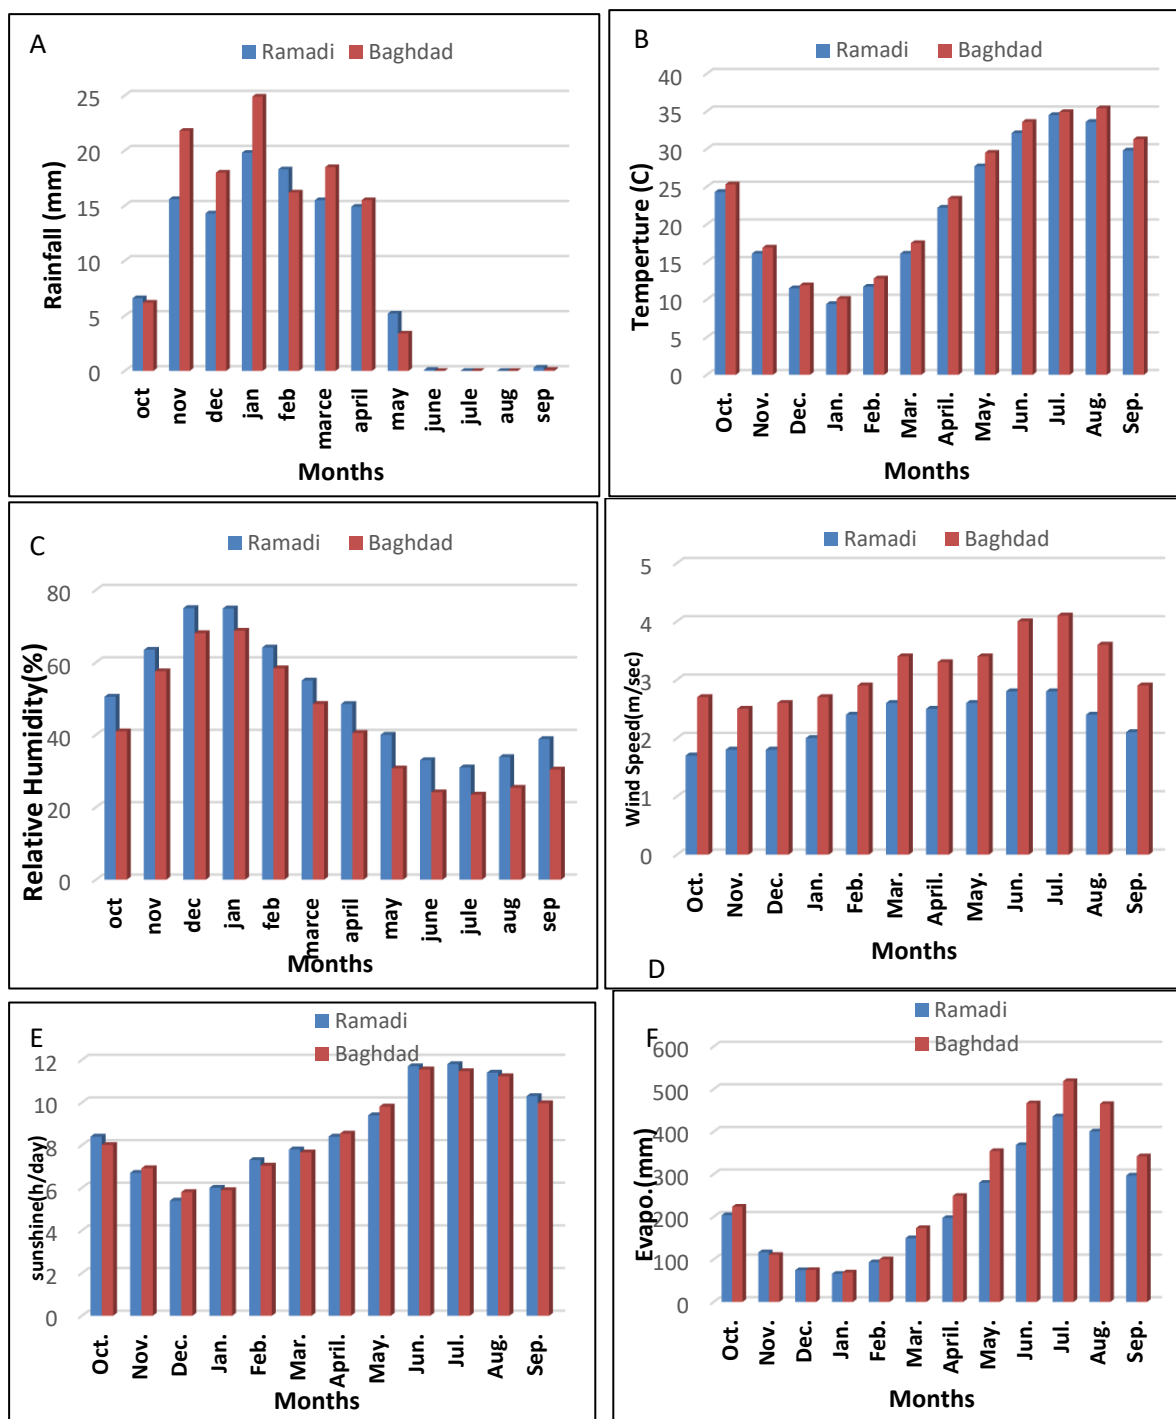 A
Ramadi Baghdad
25
20
15
10
5
0
Rainfall (mm)
oct nov dec jan feb marce april may june jule aug sep
Months
B
Ramadi Baghdad
40
35
30
25
20
15
10
5
0
Temperture (C)
Oct. Nov. Dec. Jan. Feb. Mar. April. May. Jun. Jul. Aug. Sep.
Months
C
Ramadi Baghdad
80
60
40
20
0
Relative Humidity(%)
oct nov dec jan feb marce april may june jule aug sep
Months
Ramadi Baghdad
5
4
3
2
1
0
Wind Speed(m/sec)
Oct. Nov. Dec. Jan. Feb. Mar. April. May. Jun. Jul. Aug. Sep.
Months
D
E
Ramadi
Baghdad
12
10
8
6
4
2
0
sunshine(h/day)
Oct. Nov. Dec. Jan. Feb. Mar. April. May. Jun. Jul. Aug. Sep.
Months
F
Ramadi
Baghdad
600
500
400
300
200
100
0
Evapo.(mm)
Oct. Nov. Dec. Jan. Feb. Mar. April. May. Jun. Jul. Aug. Sep.
Months